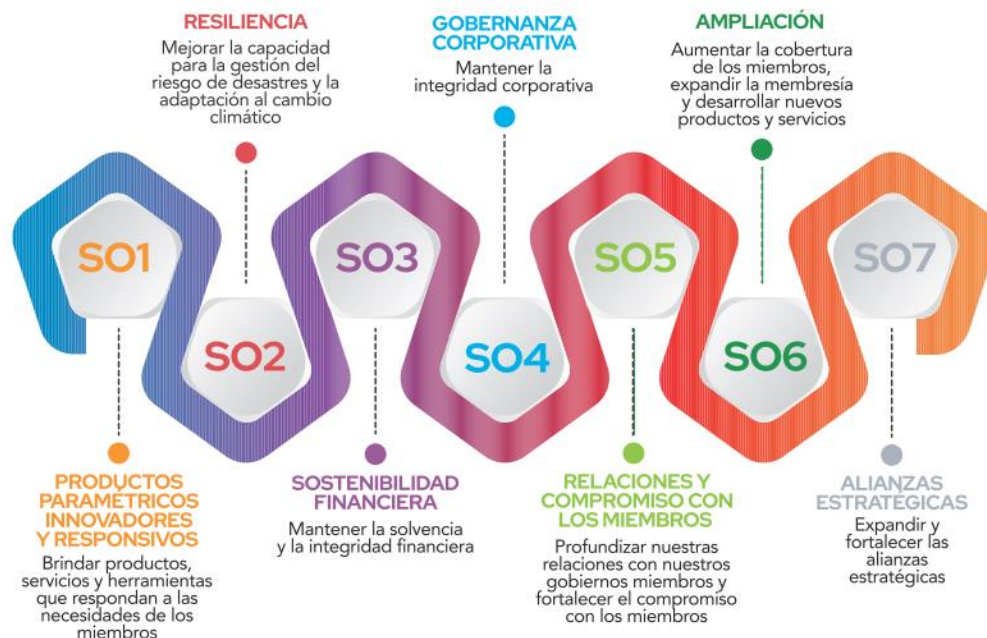 RESILIENCIA
Mejorar la capacidad
para la gestión del
riesgo de desastres y la
adaptación al cambio
climático
GOBERNANZA
CORPORATIVA
Mantener la
integridad corporativa
AMPLIACIÓN
Aumentar la cobertura
de los miembros,
expandir la membresía
y desarrollar nuevos
productos y servicios
SO1
SO2
SO3
SO4
SO5
SO6
SO7
PRODUCTOS
PARAMÉTRICOS
INNOVADORES
Y RESPONSIVOS
Brindar productos,
servicios y herramientas
que respondan a las
necesidades de los
miembros
SOSTENIBILIDAD
FINANCIERA
Mantener la solvencia
y la integridad financiera
RELACIONES Y
COMPROMISO CON
LOS MIEMBROS
Profundizar nuestras
relaciones con nuestros
gobiernos miembros y
fortalecer el compromiso
con los miembros
ALIANZAS
ESTRATÉGICAS
Expandir y
fortalecer las
alianzas
estratégicas